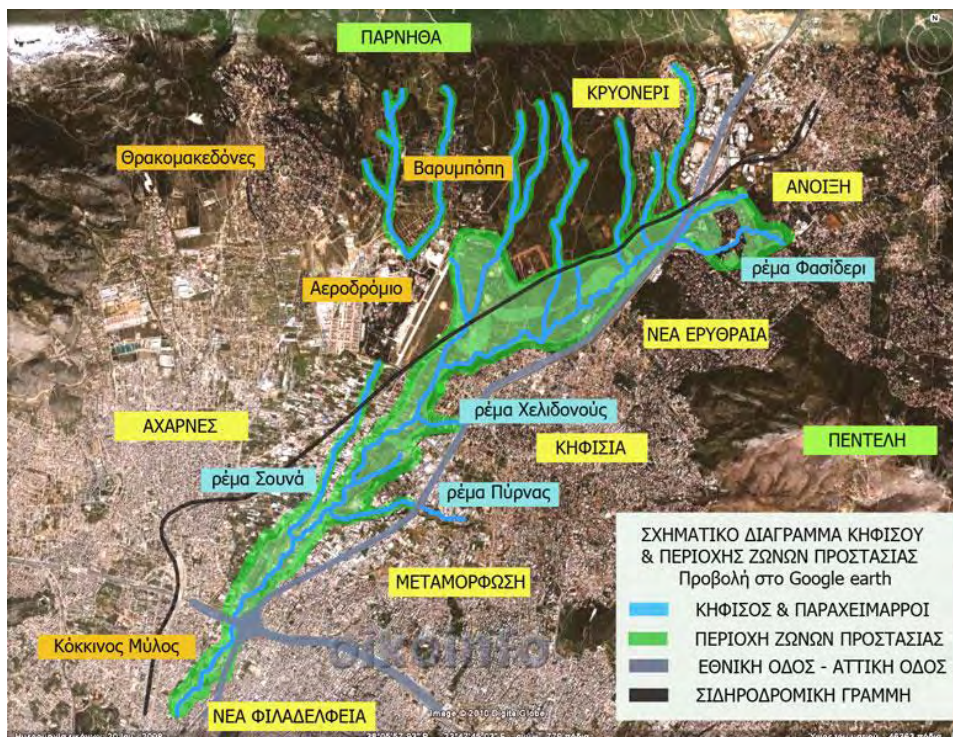 N
ΠΑΡΝΗΘΑ
ΚΡΥΟΝΕΡΙ
Θρακομακεδόνες
Βαρυμπόπη
ΑΝΟΙΞΗ
ρέμα Φασίδερι
Αεροδρόμιο
ΝΕΑ ΕΡΥΘΡΑΙΑ
ρέμα Χελιδονούς
ΑΧΑΡΝΕΣ
ΚΗΦΙΣΙΑ
ΠΕΝΤΕΛΗ
ρέμα Σουνά
ρέμα Πύρνας
ΣΧΗΜΑΤΙΚΟ ΔΙΑΓΡΑΜΜΑ ΚΗΦΙΣΟΥ
& ΠΕΡΙΟΧΗΣ ΖΩΝΩΝ ΠΡΟΣΤΑΣΙΑΣ
Προβολή στο Google earth
ΜΕΤΑΜΟΡΦΩΣΗ
ΚΗΦΙΣΟΣ & ΠΑΡΑΧΕΙΜΑΡΡΟΙ
ΠΕΡΙΟΧΗ ΖΩΝΩΝ ΠΡΟΣΤΑΣΙΑΣ
Κόκκινος Μύλος
ΕΘΝΙΚΗ ΟΔΟΣ - ΑΤΤΙΚΗ ΟΔΟΣ
ΣΙΔΗΡΟΔΡΟΜΙΚΗ ΓΡΑΜΜΗ
ΝΕΑ ΦΙΛΑΔΕΛΦΕΙΑ
Image © 2010 DigitalGlobe